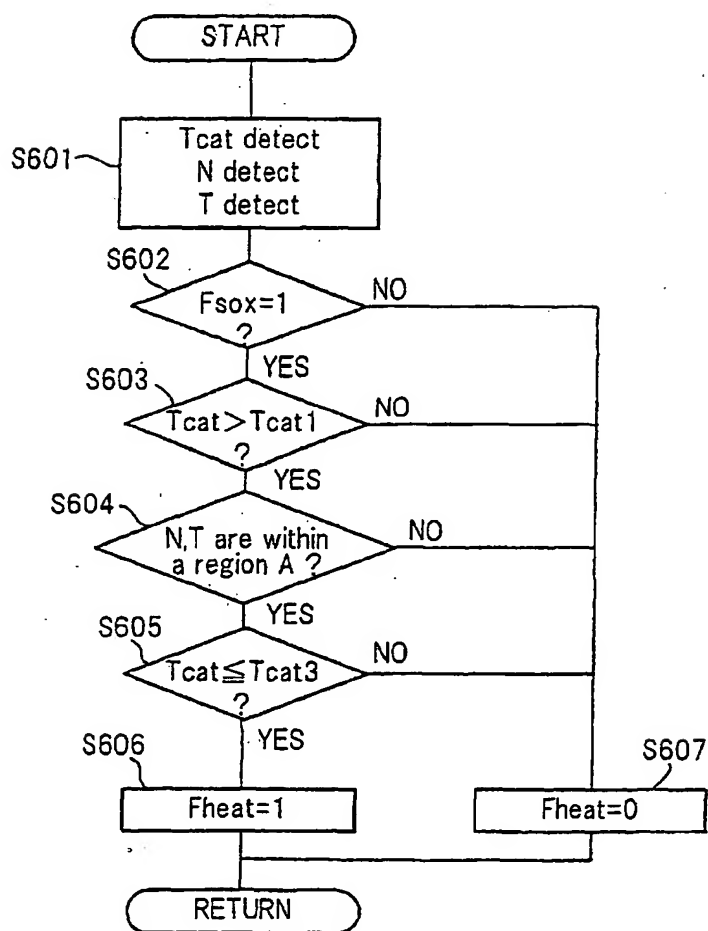 START
S601
Tcat detect
N detect
T detect
S602
Fsox=1
?
NO
YES
S603
Tcat>Tcat1
?
NO
YES
S604
N,T are within
a region A ?
NO
YES
S605
Tcat≦Tcat3
?
NO
YES
S606
Fheat=1
S607
Fheat=0
RETURN